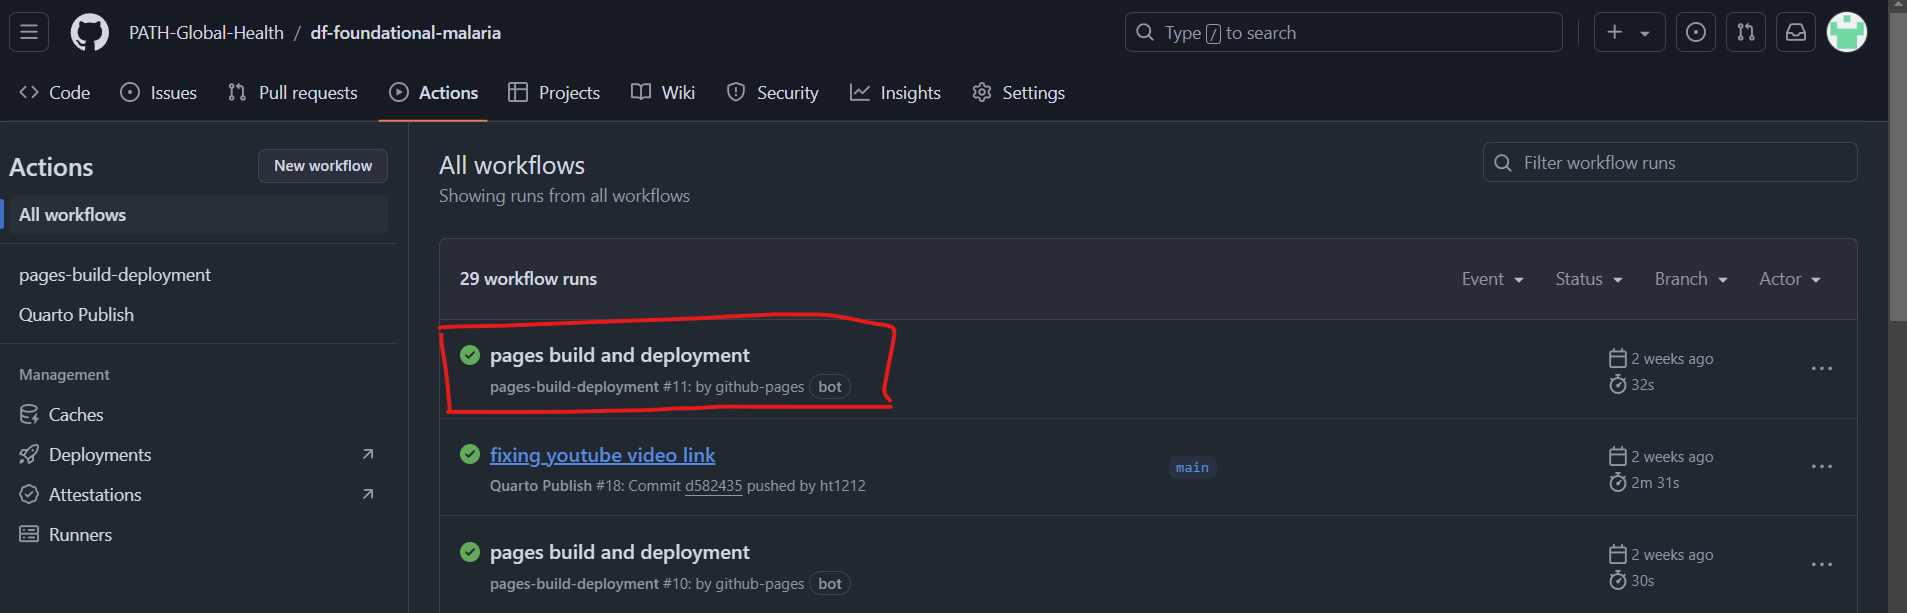 PATH-Global-Health / df-foundational-malaria
Type / to search
Code Issues Pull requests Actions Projects Wiki Security Insights Settings
Actions
New workflow
All workflows
pages-build-deployment
Quarto Publish
Management
Caches
Deployments
Attestations
Runners
All workflows
Showing runs from all workflows
Filter workflow runs
29 workflow runs
Event Status Branch Actor
pages build and deployment
pages-build-deployment #11: by github-pages bot
2 weeks ago
32s
fixing youtube video link
Quarto Publish #18: Commit d582435 pushed by ht1212
main
2 weeks ago
2m 31s
pages build and deployment
pages-build-deployment #10: by github-pages bot
2 weeks ago
30s